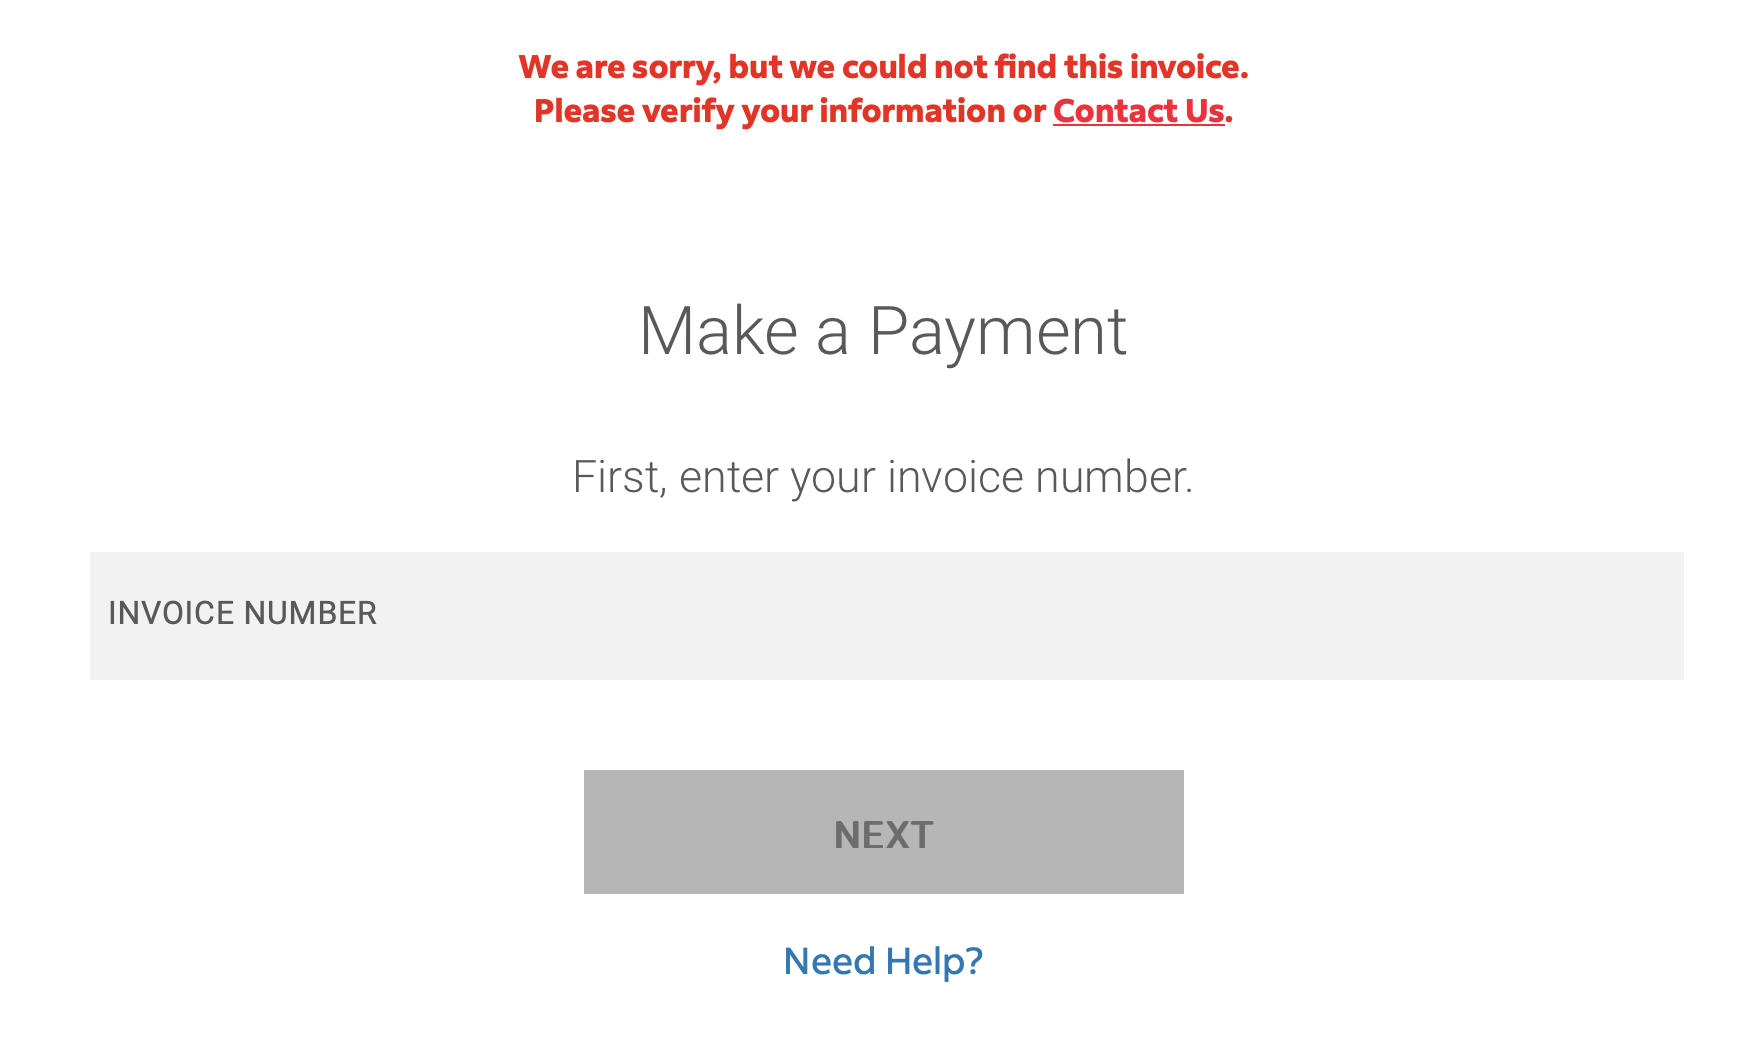 We are sorry, but we could not find this invoice.
Please verify your information or Contact Us.
Make a Payment
First, enter your invoice number.
INVOICE NUMBER
NEXT
Need Help?